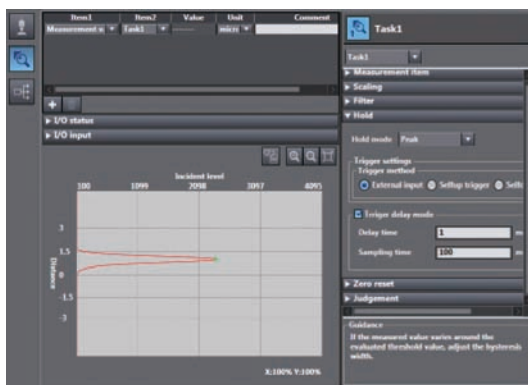 Item1 Item2 Value Unit Comment
Measurement v Task1 ------- micro
I/O status
I/O input
Incident level
100 1099 2098 3097 4095
Distance
3
1.5
0
-1.5
-3
X:100% Y:100%
Task1
Task1
Measurement item
Scaling
Filter
Hold
Hold mode Peak
Trigger settings
Trigger method
External input Selftup trigger Selft
Trriger delay mode
Delay time 1 m
Sampling time 100 m
Zero reset
Judgement
Guidance
If the measured value varies around the
evaluated threshold value, adjust the hysteresis
width.